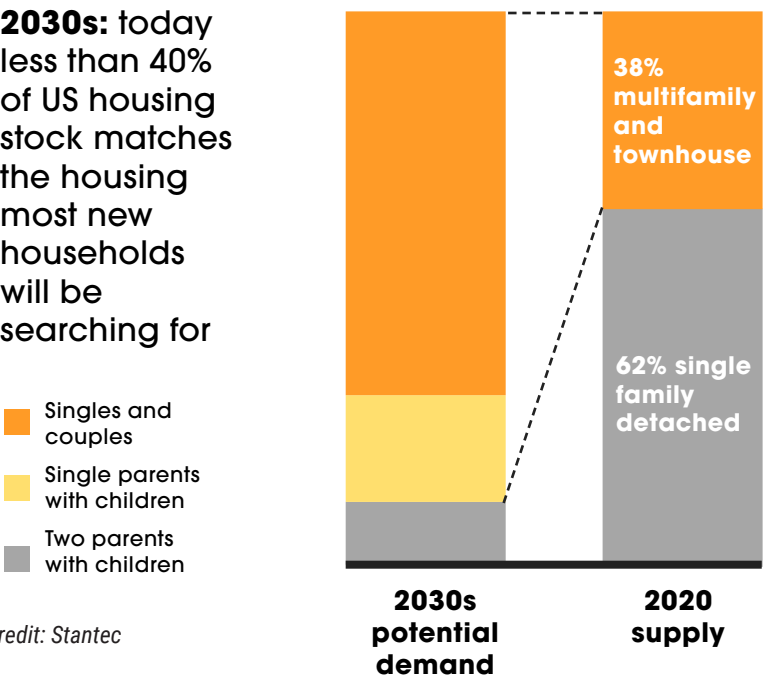 2030s: today
less than 40%
of US housing
stock matches
the housing
most new
households
will be
searching for
Singles and
couples
Single parents
with children
Two parents
with children
redit: Stantec
38%
multifamily
and
townhouse
62% single
family
detached
2030s
potential
demand
2020
supply